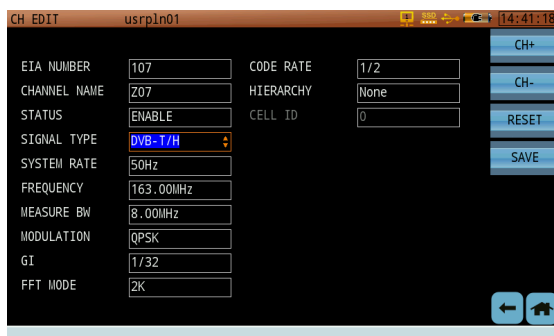 CH EDIT usrpln01 SSD 14:41:18
CH+
EIA NUMBER 107 CODE RATE 1/2
CHANNEL NAME Z07 HIERARCHY None
CH-
STATUS ENABLE CELL ID 0
RESET
SIGNAL TYPE DVB-T/H
SYSTEM RATE 50Hz
SAVE
FREQUENCY 163.00MHz
MEASURE BW 8.00MHz
MODULATION QPSK
GI 1/32
FFT MODE 2K